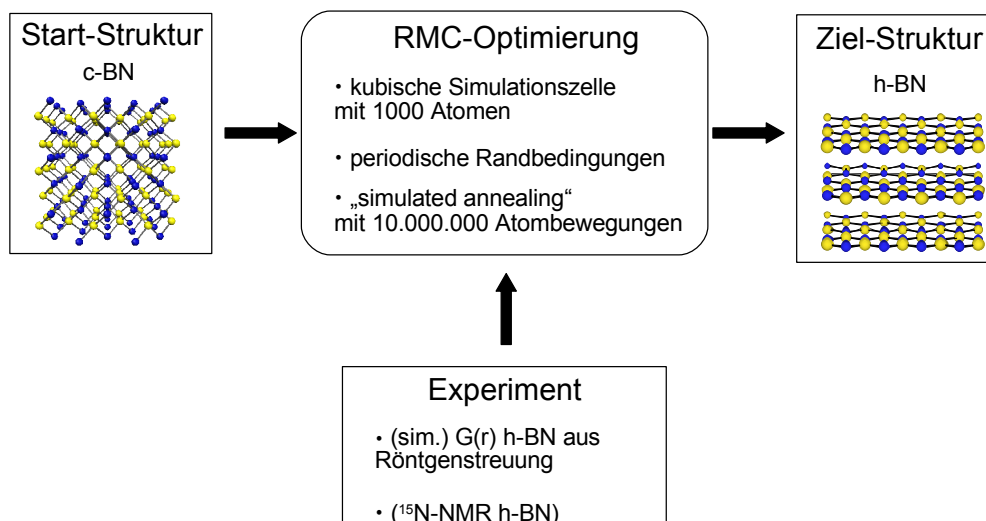 Start-Struktur
c-BN
RMC-Optimierung
• kubische Simulationszelle
mit 1000 Atomen
• periodische Randbedingungen
• „simulated annealing“
mit 10.000.000 Atombewegungen
Ziel-Struktur
h-BN
Experiment
• (sim.) G(r) h-BN aus
Röntgenstreuung
• (¹⁵N-NMR h-BN)